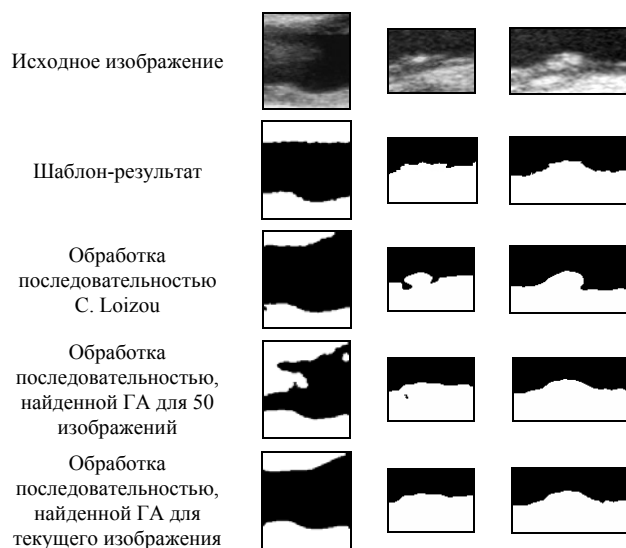 Исходное изображение
Шаблон-результат
Обработка
последовательностью
C. Loizou
Обработка
последовательностью,
найденной ГА для 50
изображений
Обработка
последовательностью,
найденной ГА для
текущего изображения